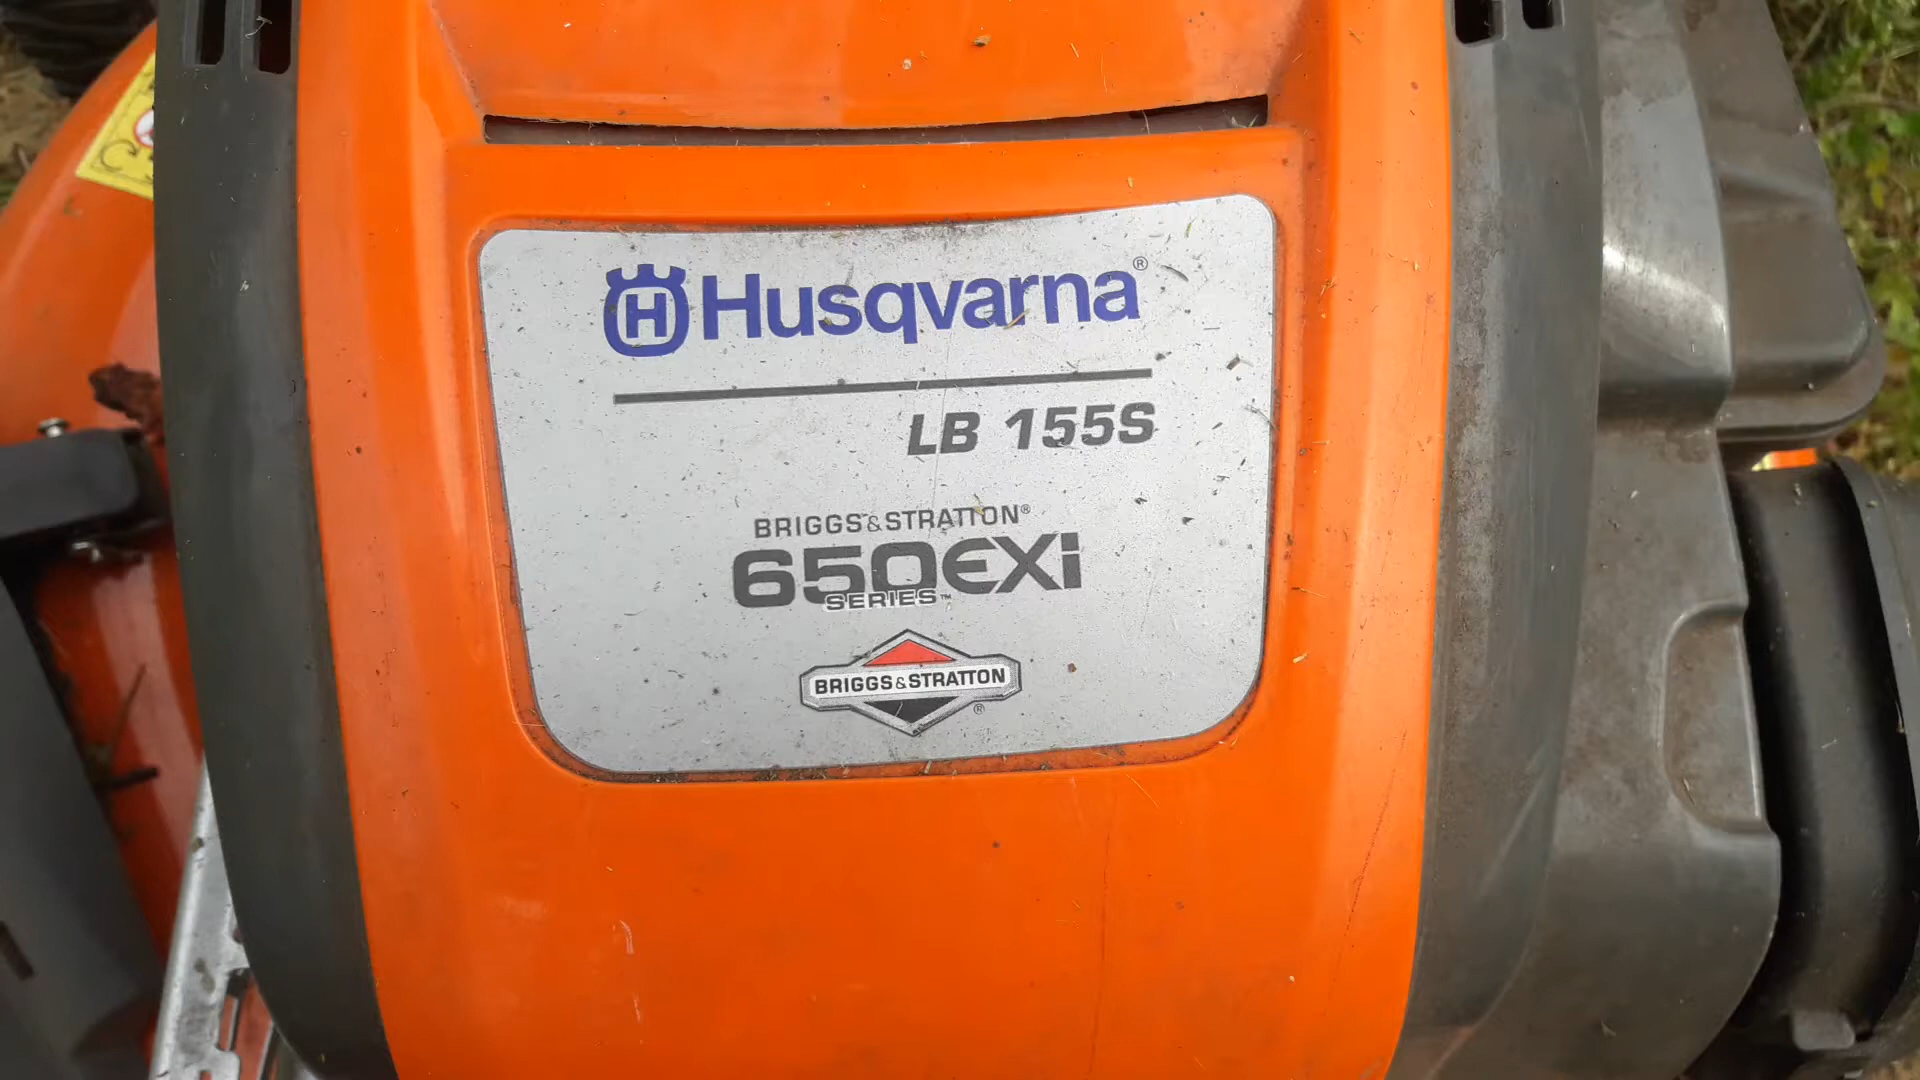 H Husqvarna®
LB 155S
BRIGGS&STRATTON®
650EXi
SERIES™
BRIGGS&STRATTON
®